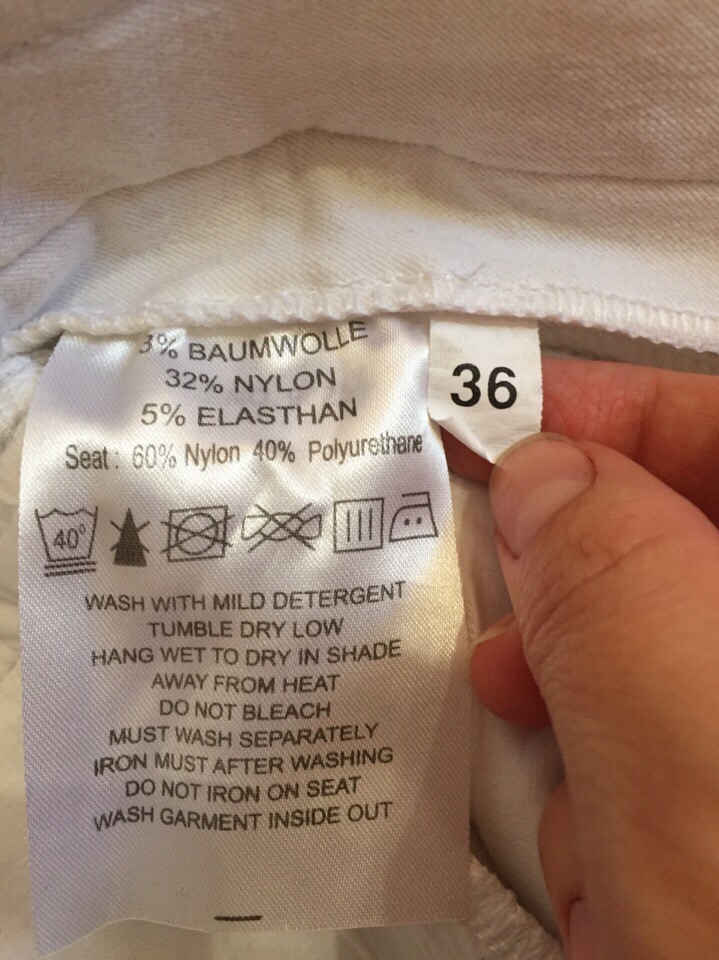 3% BAUMWOLLE
32% NYLON
5% ELASTHAN
Seat: 60% Nylon 40% Polyurethane
36
40°
WASH WITH MILD DETERGENT
TUMBLE DRY LOW
HANG WET TO DRY IN SHADE
AWAY FROM HEAT
DO NOT BLEACH
MUST WASH SEPARATELY
IRON MUST AFTER WASHING
DO NOT IRON ON SEAT
WASH GARMENT INSIDE OUT